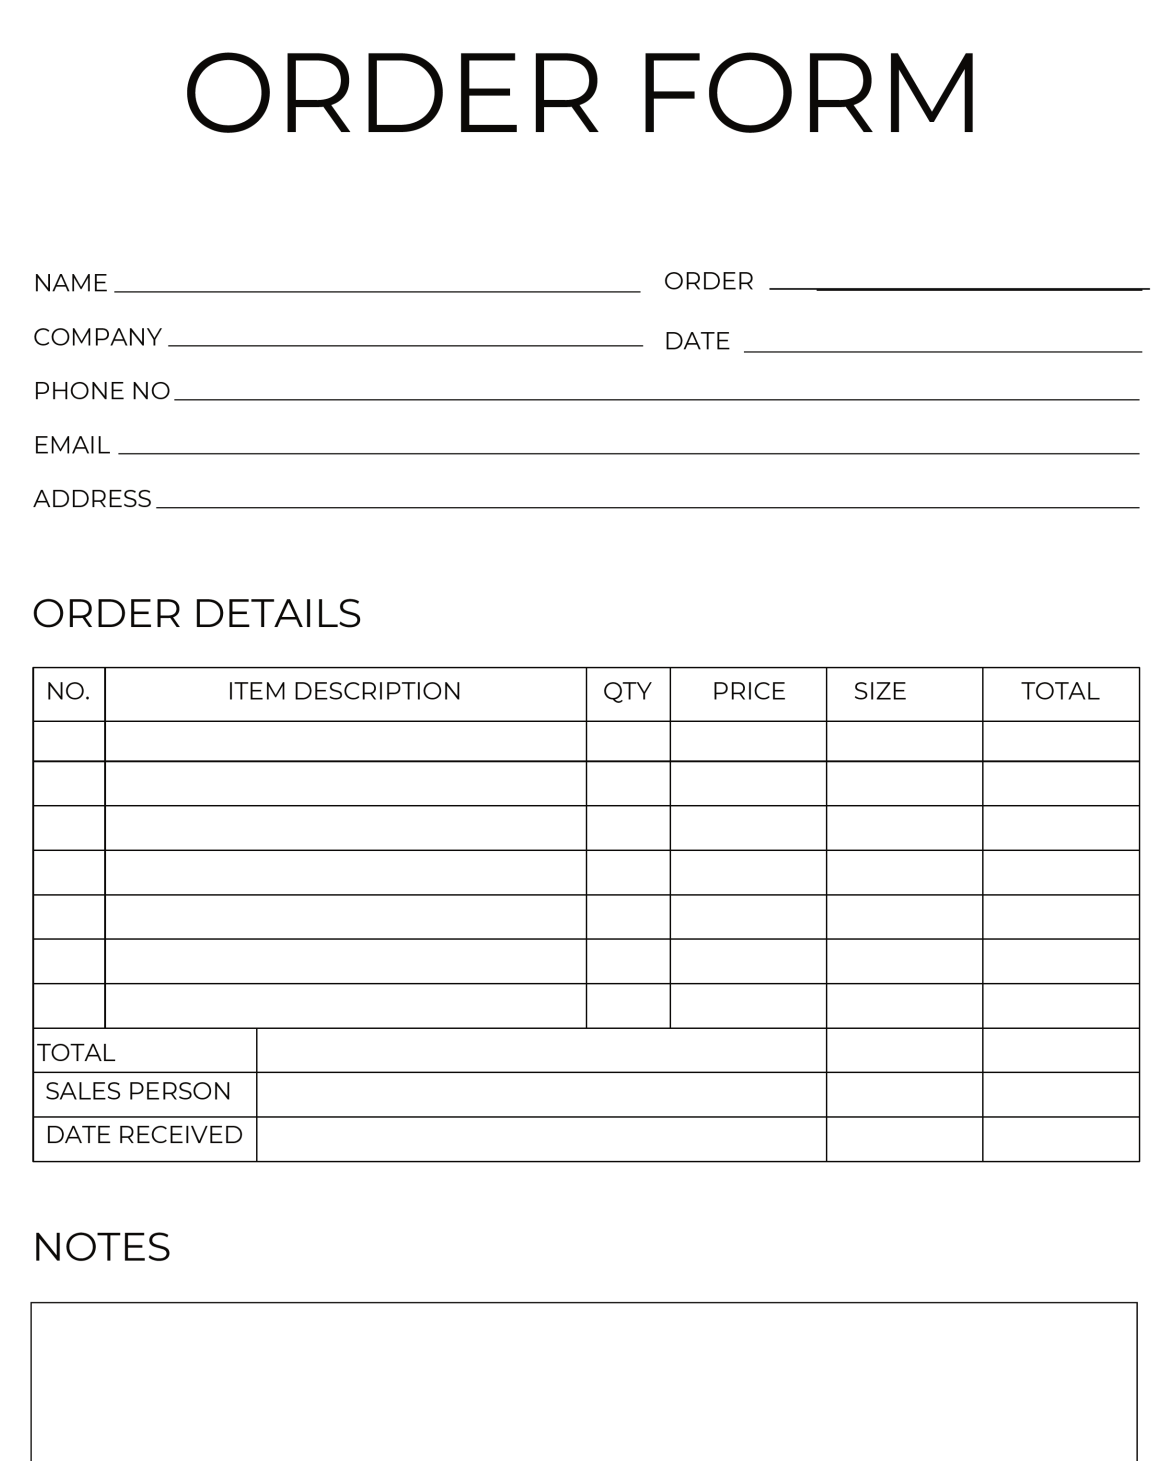 ORDER FORM
NAME
ORDER
COMPANY
DATE
PHONE NO
EMAIL
ADDRESS
ORDER DETAILS
NO. ITEM DESCRIPTION QTY PRICE SIZE TOTAL
TOTAL
SALES PERSON
DATE RECEIVED
NOTES